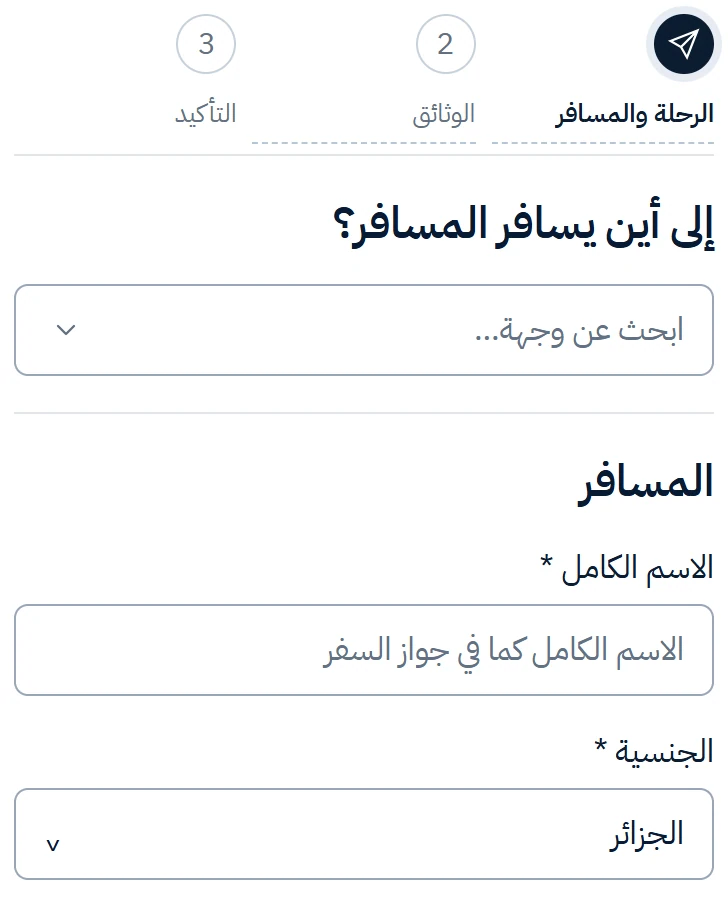 2
3
الرحلة والمسافر
الوثائق
التأكيد
إلى أين يسافر المسافر؟
ابحث عن وجهة...
المسافر
الاسم الكامل *
الاسم الكامل كما في جواز السفر
الجنسية *
الجزائر